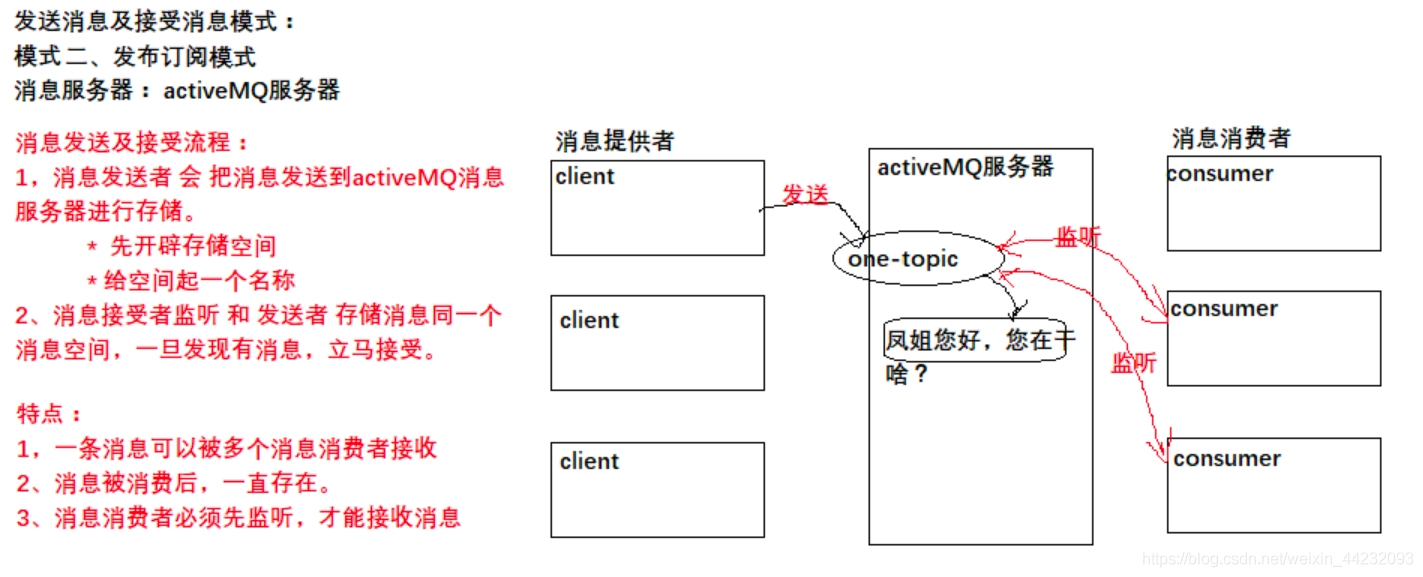 发送消息及接受消息模式：
模式二、发布订阅模式
消息服务器：activeMQ服务器
消息发送及接受流程：
1，消息发送者 会 把消息发送到activeMQ消息
服务器进行存储。
* 先开辟存储空间
*给空间起一个名称
2、消息接受者监听 和 发送者 存储消息同一个
消息空间，一旦发现有消息，立马接受。
特点：
1，一条消息可以被多个消息消费者接收
2、消息被消费后，一直存在。
3、消息消费者必须先监听，才能接收消息
消息提供者
client
client
client
发送
activeMQ服务器
one-topic
凤姐您好，您在干
啥？
监听
监听
消息消费者
consumer
consumer
consumer
https://blog.csdn.net/weixin_44232093